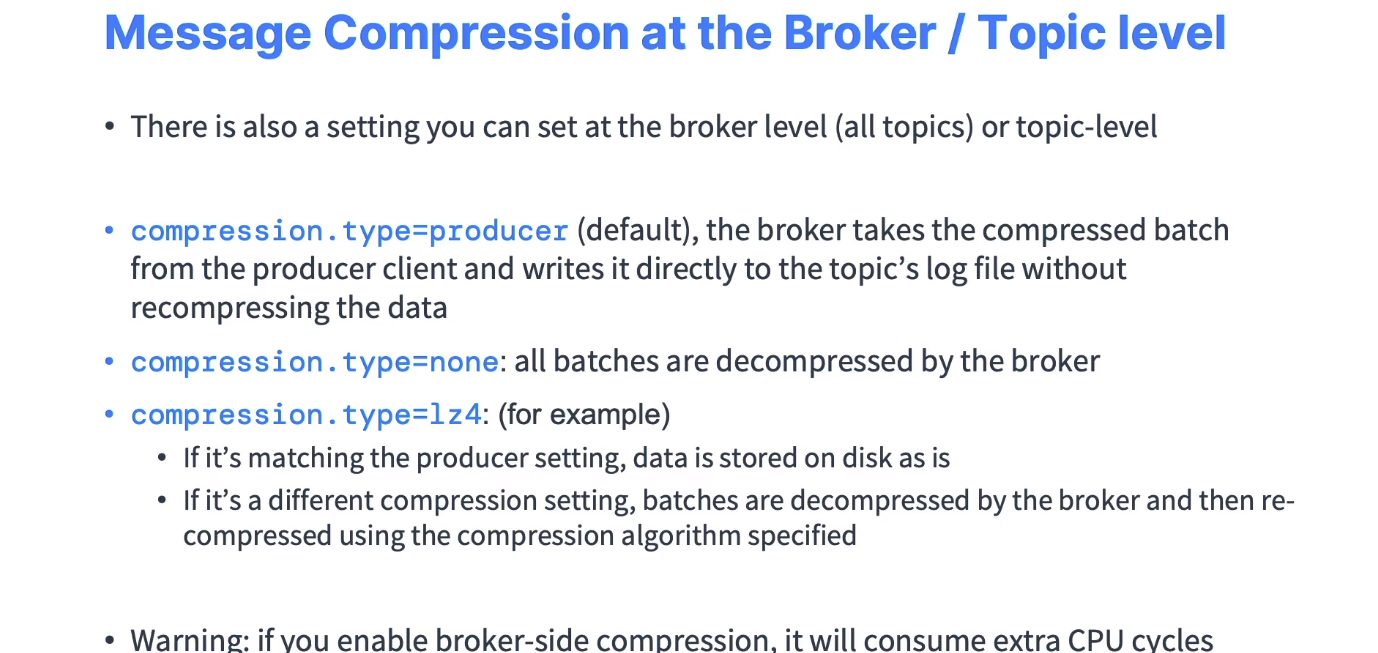 Message Compression at the Broker / Topic level
• There is also a setting you can set at the broker level (all topics) or topic-level
• compression.type=producer (default), the broker takes the compressed batch
from the producer client and writes it directly to the topic’s log file without
recompressing the data
• compression.type=none: all batches are decompressed by the broker
• compression.type=lz4: (for example)
• If it’s matching the producer setting, data is stored on disk as is
• If it’s a different compression setting, batches are decompressed by the broker and then re-
compressed using the compression algorithm specified
• Warning: if you enable broker-side compression, it will consume extra CPU cycles